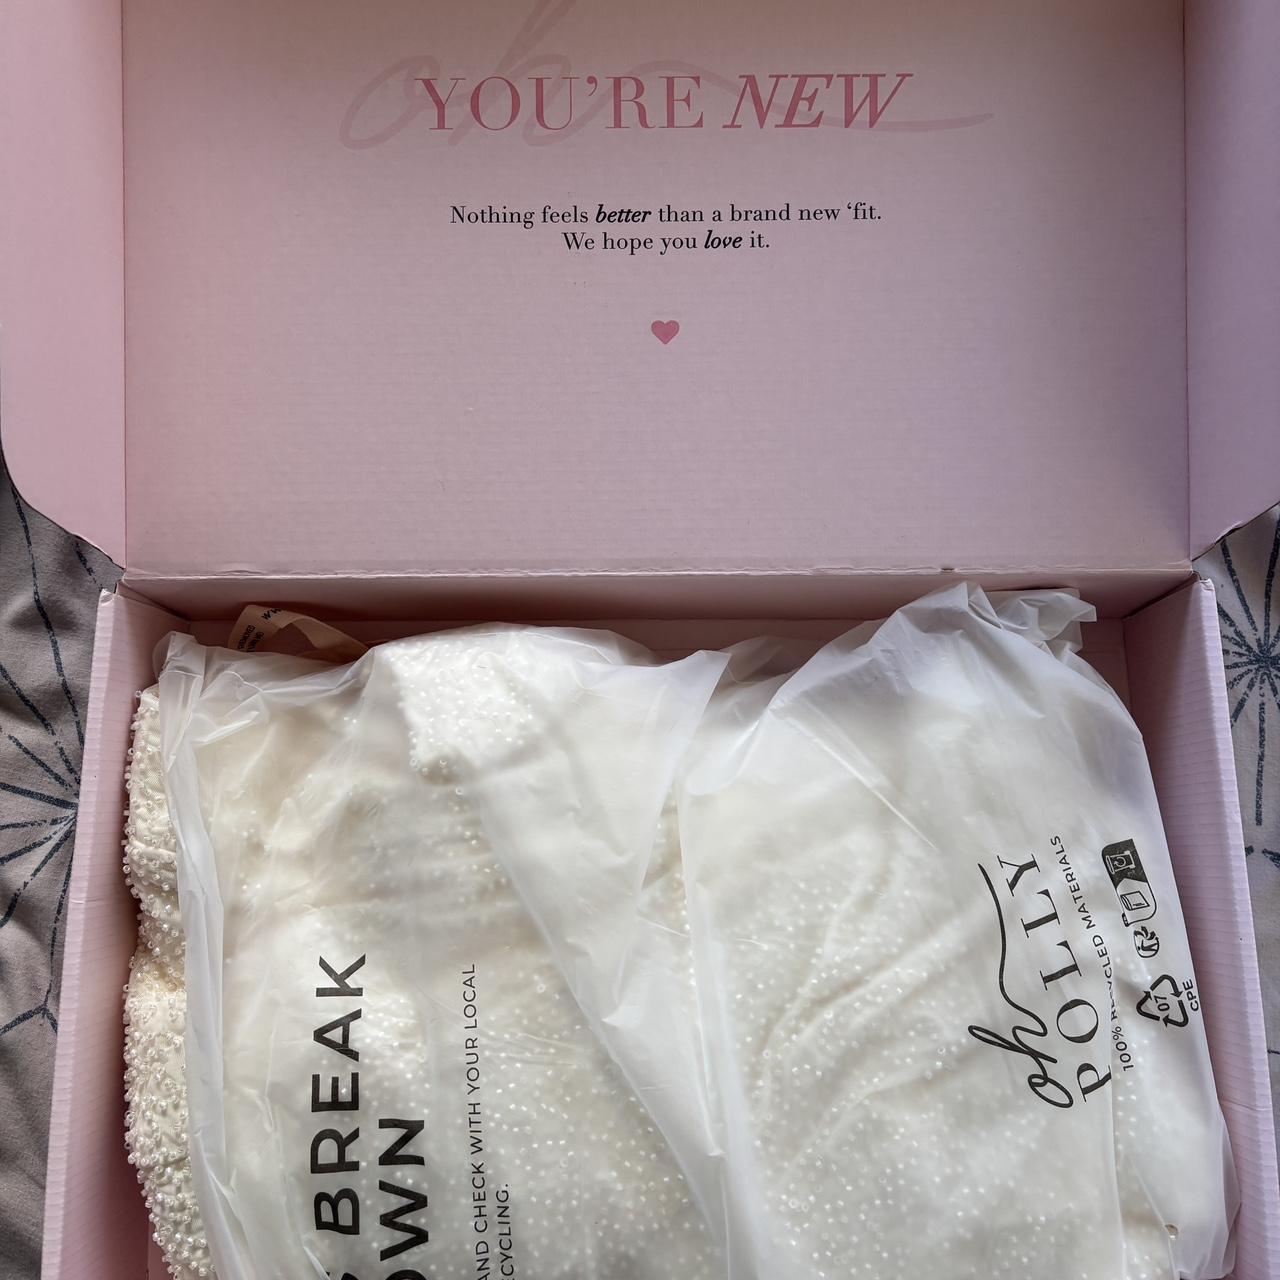 oh
YOU'RE NEW
Nothing feels better than a brand new ‘fit.
We hope you love it.
oh
POLLY
100% RECYCLED MATERIALS
07
CPE
BREAK
OWN
AND CHECK WITH YOUR LOCAL
ECYCLING.